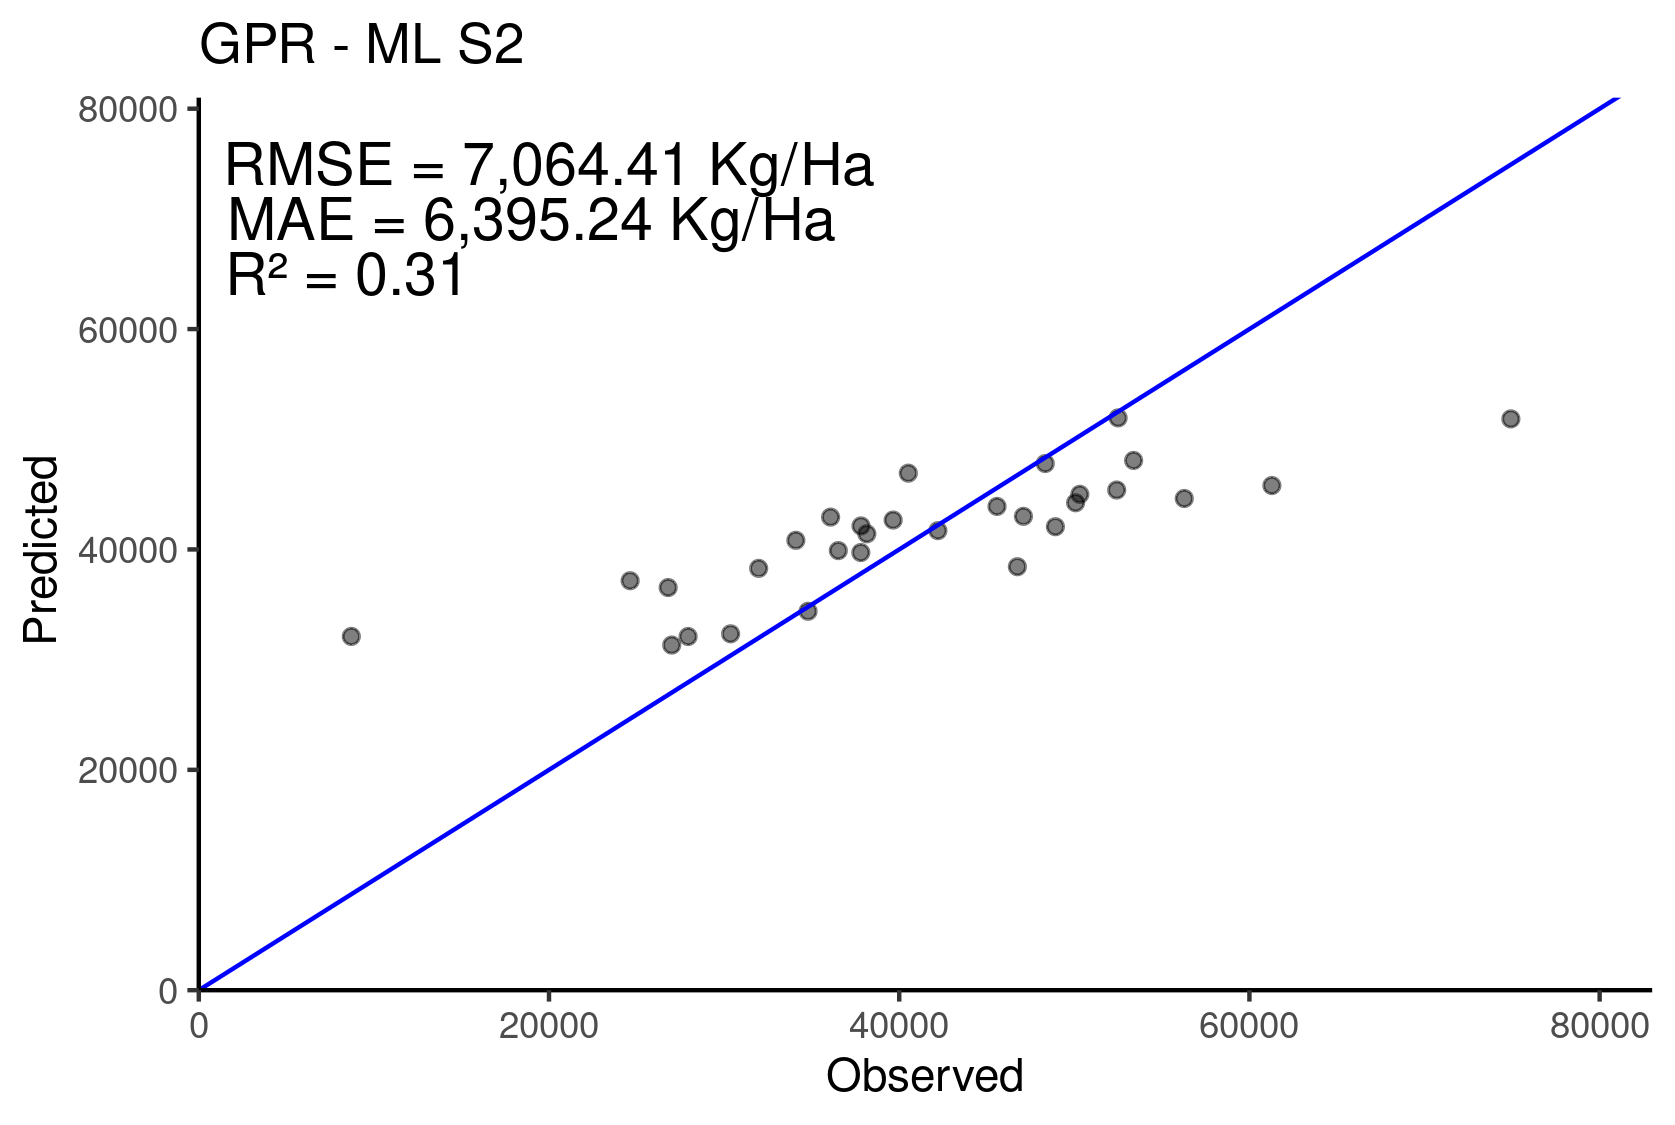 GPR - ML S2
80000
RMSE = 7,064.41 Kg/Ha
MAE = 6,395.24 Kg/Ha
R² = 0.31
60000
Predicted
40000
20000
0
0 20000 40000 60000 80000
Observed